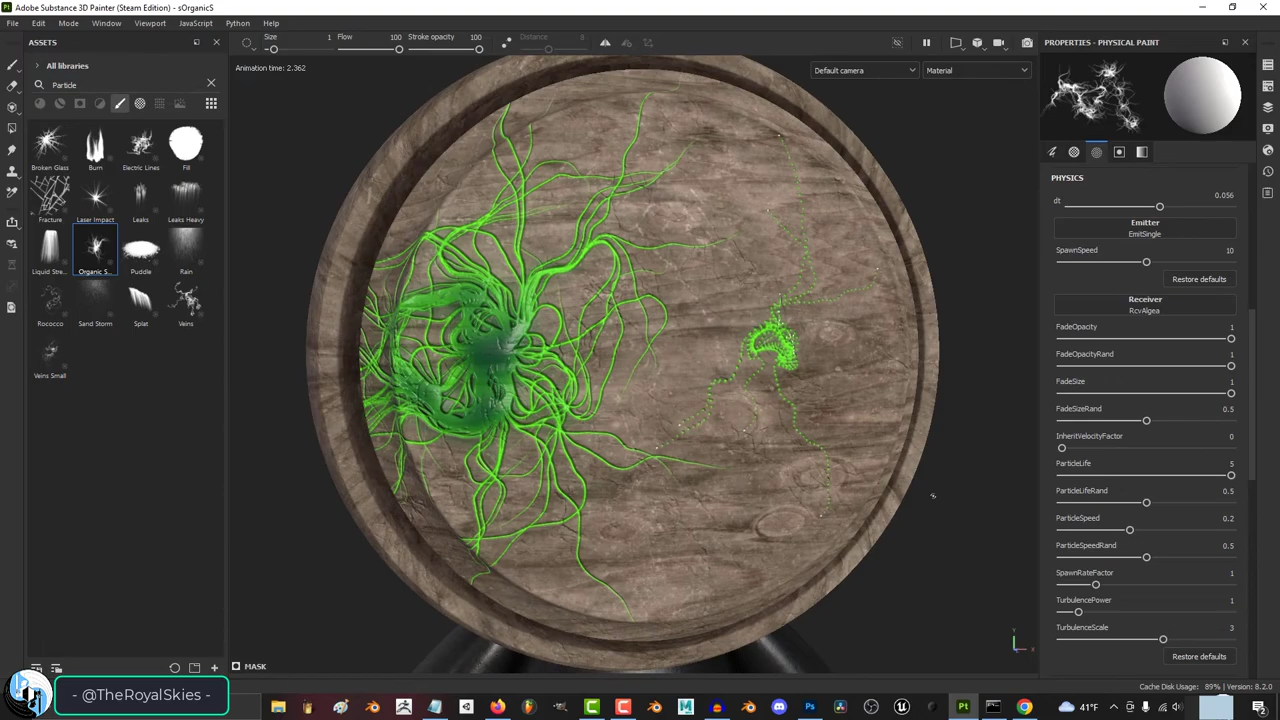 Adobe Substance 3D Painter (Steam Edition) - sOrganicS
File Edit Mode Window Viewport JavaScript Python Help
Size 1 Flow 100 Stroke opacity 100 Distance 8
ASSETS
All libraries
Particle
Broken Glass Burn Electric Lines Fill
Fracture Laser Impact Leaks Leaks Heavy
Liquid Stre... Organic S... Puddle Rain
Rococco Sand Storm Splat Veins
Veins Small
Animation time: 2.362
Default camera
Material
MASK
Y
X
PROPERTIES - PHYSICAL PAINT
PHYSICS
dt 0.056
Emitter
EmitSingle
SpawnSpeed 10
Restore defaults
Receiver
RcvAlgea
FadeOpacity 1
FadeOpacityRand 1
FadeSize 1
FadeSizeRand 0.5
InheritVelocityFactor 0
ParticleLife 5
ParticleLifeRand 0.5
ParticleSpeed 0.2
ParticleSpeedRand 0.5
SpawnRateFactor 1
TurbulencePower 1
TurbulenceScale 3
Restore defaults
Cache Disk Usage: 89% | Version: 8.2.0
- @TheRoyalSkies -
41°F